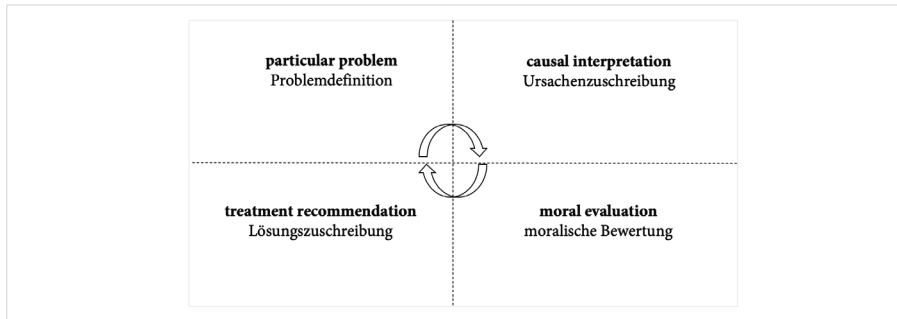 particular problem
Problemdefinition
causal interpretation
Ursachenzuschreibung
treatment recommendation
Lösungszuschreibung
moral evaluation
moralische Bewertung